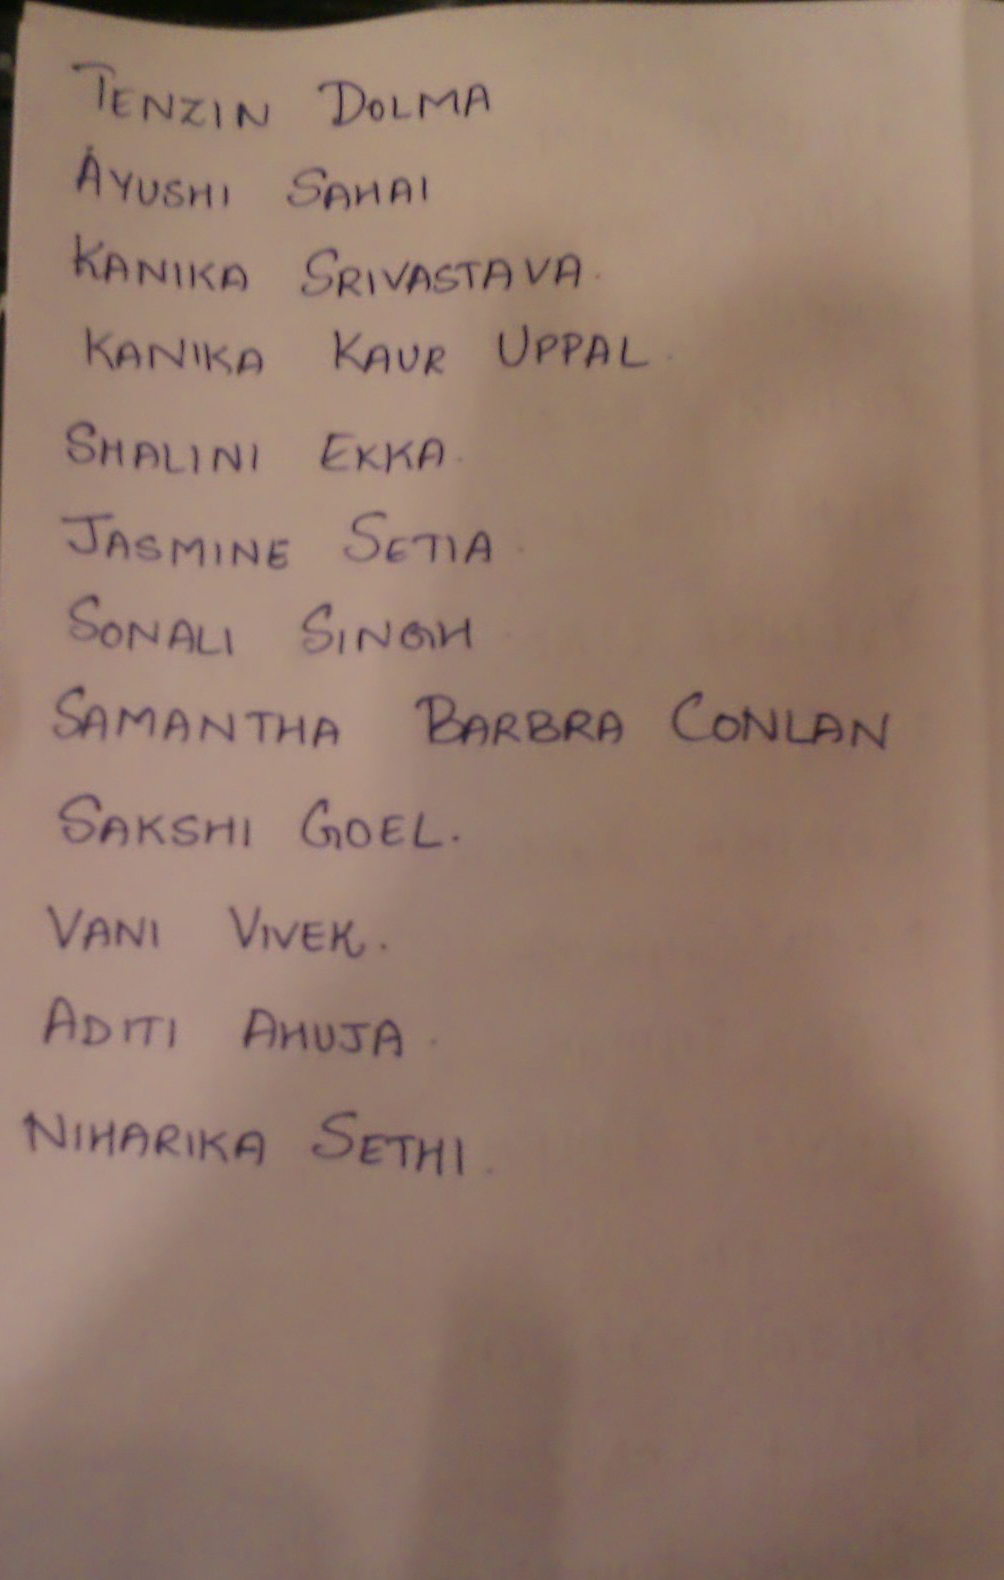 TENZIN DOLMA
AYUSHI SAHAI
KANIKA SRIVASTAVA.
KANIKA KAUR UPPAL.
SHALINI EKKA.
JASMINE SETIA.
SONALI SINGH.
SAMANTHA BARBRA CONLAN
SAKSHI GOEL.
VANI VIVEK.
ADITI AHUJA.
NIHARIKA SETHI.